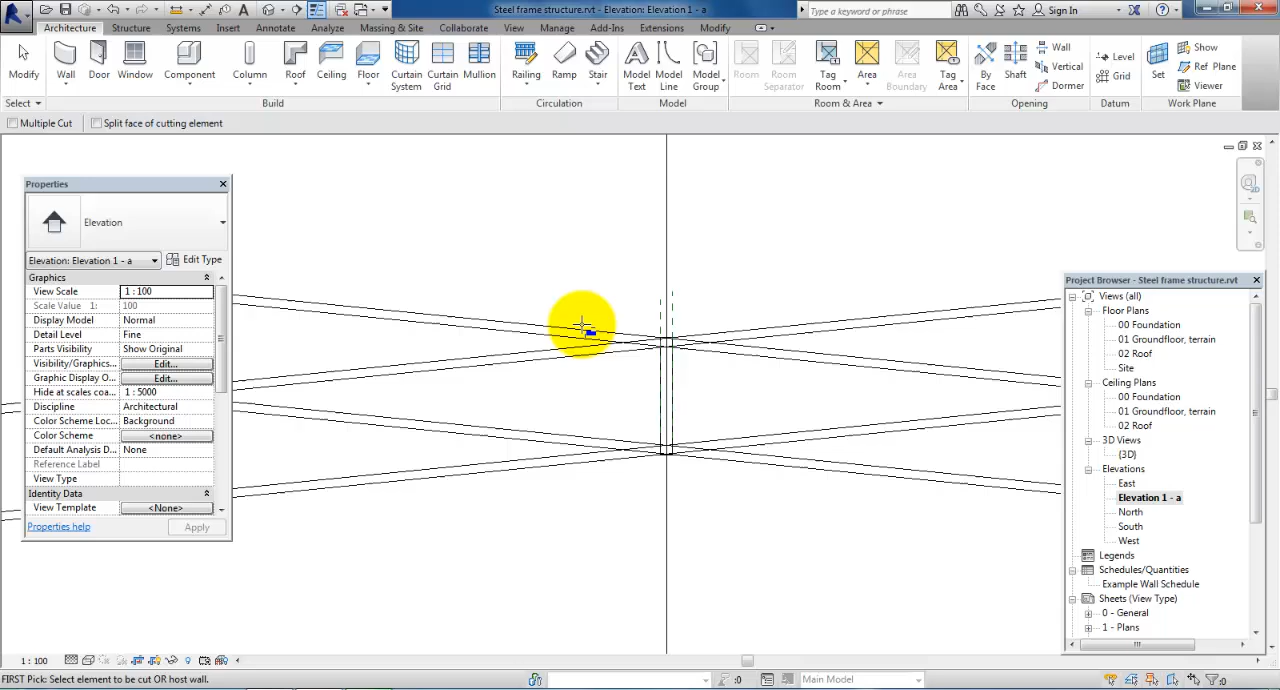 Steel frame structure.rvt - Elevation: Elevation 1 - a
Type a keyword or phrase
Sign In
Architecture Structure Systems Insert Annotate Analyze Massing & Site Collaborate View Manage Add-Ins Extensions Modify
Modify Wall Door Window Component Column Roof Ceiling Floor Curtain System Curtain Grid Mullion Railing Ramp Stair Model Text Model Line Model Group Room Room Separator Tag Room Area Area Boundary Tag Area By Face Shaft Wall Vertical Dormer Level Grid Set Show Ref Plane Viewer
Select Build Circulation Model Room & Area Opening Datum Work Plane
Multiple Cut Split face of cutting element
Properties
Elevation
Elevation: Elevation 1 - a Edit Type
Graphics
View Scale 1 : 100
Scale Value 1: 100
Display Model Normal
Detail Level Fine
Parts Visibility Show Original
Visibility/Graphics... Edit...
Graphic Display O... Edit...
Hide at scales coa... 1 : 5000
Discipline Architectural
Color Scheme Loc... Background
Color Scheme <none>
Default Analysis D... None
Reference Label
View Type
Identity Data
View Template <None>
Properties help Apply
Project Browser - Steel frame structure.rvt
Views (all)
Floor Plans
00 Foundation
01 Groundfloor, terrain
02 Roof
Site
Ceiling Plans
00 Foundation
01 Groundfloor, terrain
02 Roof
3D Views
{3D}
Elevations
East
Elevation 1 - a
North
South
West
Legends
Schedules/Quantities
Example Wall Schedule
Sheets (View Type)
0 - General
1 - Plans
1 : 100
FIRST Pick: Select element to be cut OR host wall.
:0
Main Model
:0